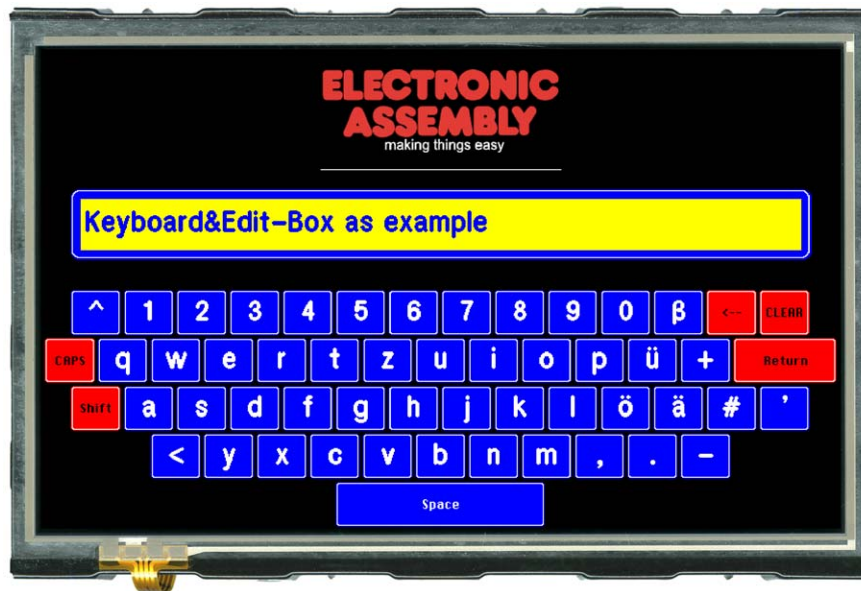 ELECTRONIC
ASSEMBLY
making things easy
Keyboard&Edit-Box as example
^ 1 2 3 4 5 6 7 8 9 0 β <-- CLEAR
CAPS q w e r t z u i o p ü + Return
Shift a s d f g h j k l ö ä # '
< y x c v b n m , . -
Space